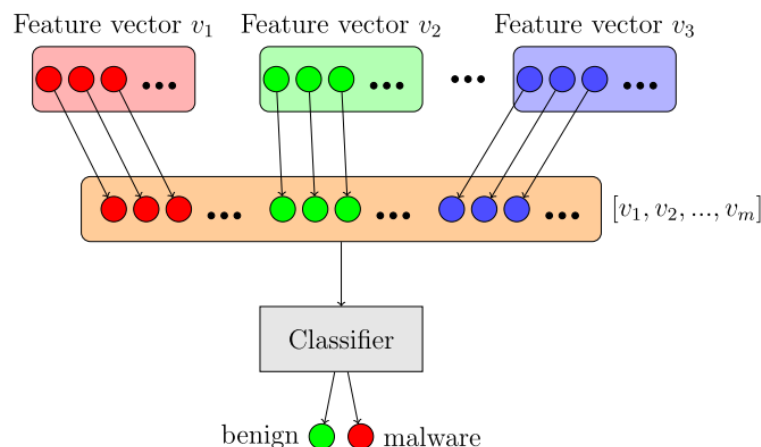 Feature vector v₁ Feature vector v₂ Feature vector v₃
[v₁, v₂, ..., vₘ]
Classifier
benign malware